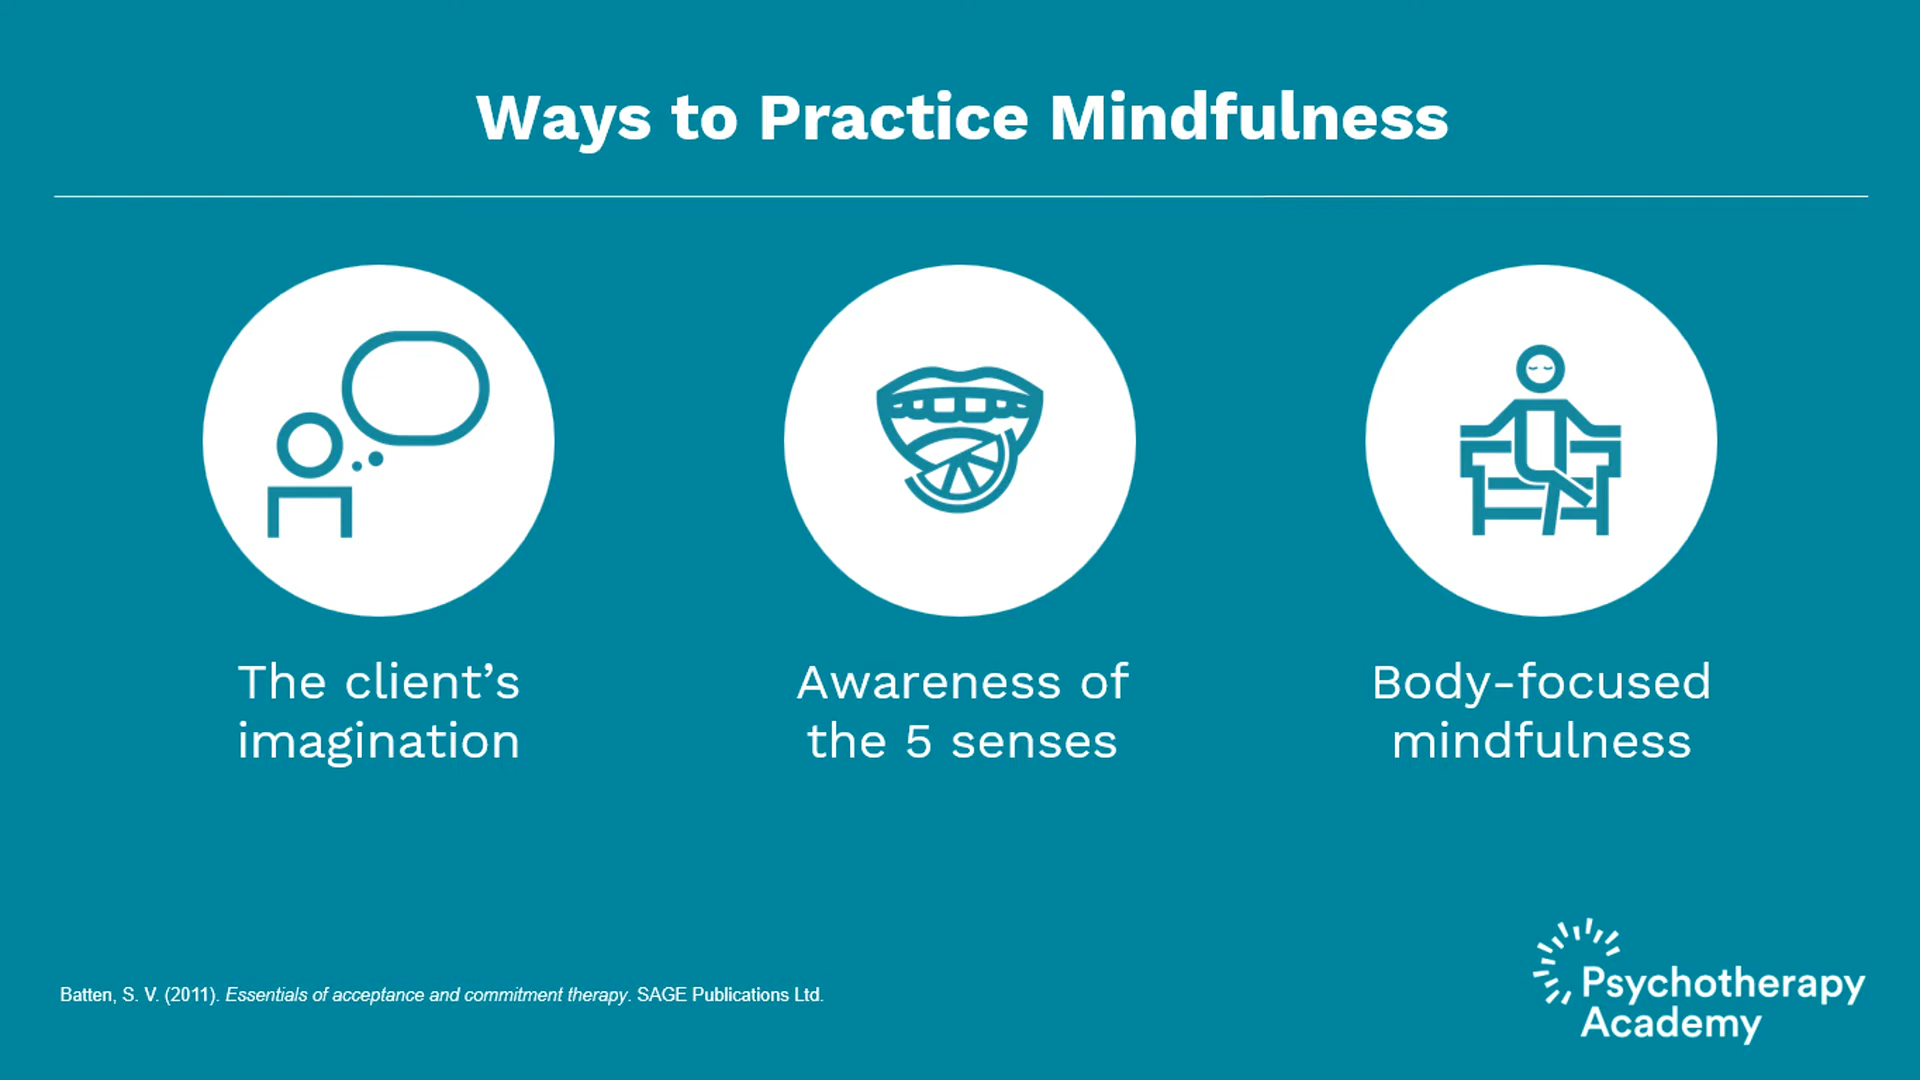 Ways to Practice Mindfulness
The client’s
imagination
Awareness of
the 5 senses
Body-focused
mindfulness
Batten, S. V. (2011). Essentials of acceptance and commitment therapy. SAGE Publications Ltd.
Psychotherapy
Academy